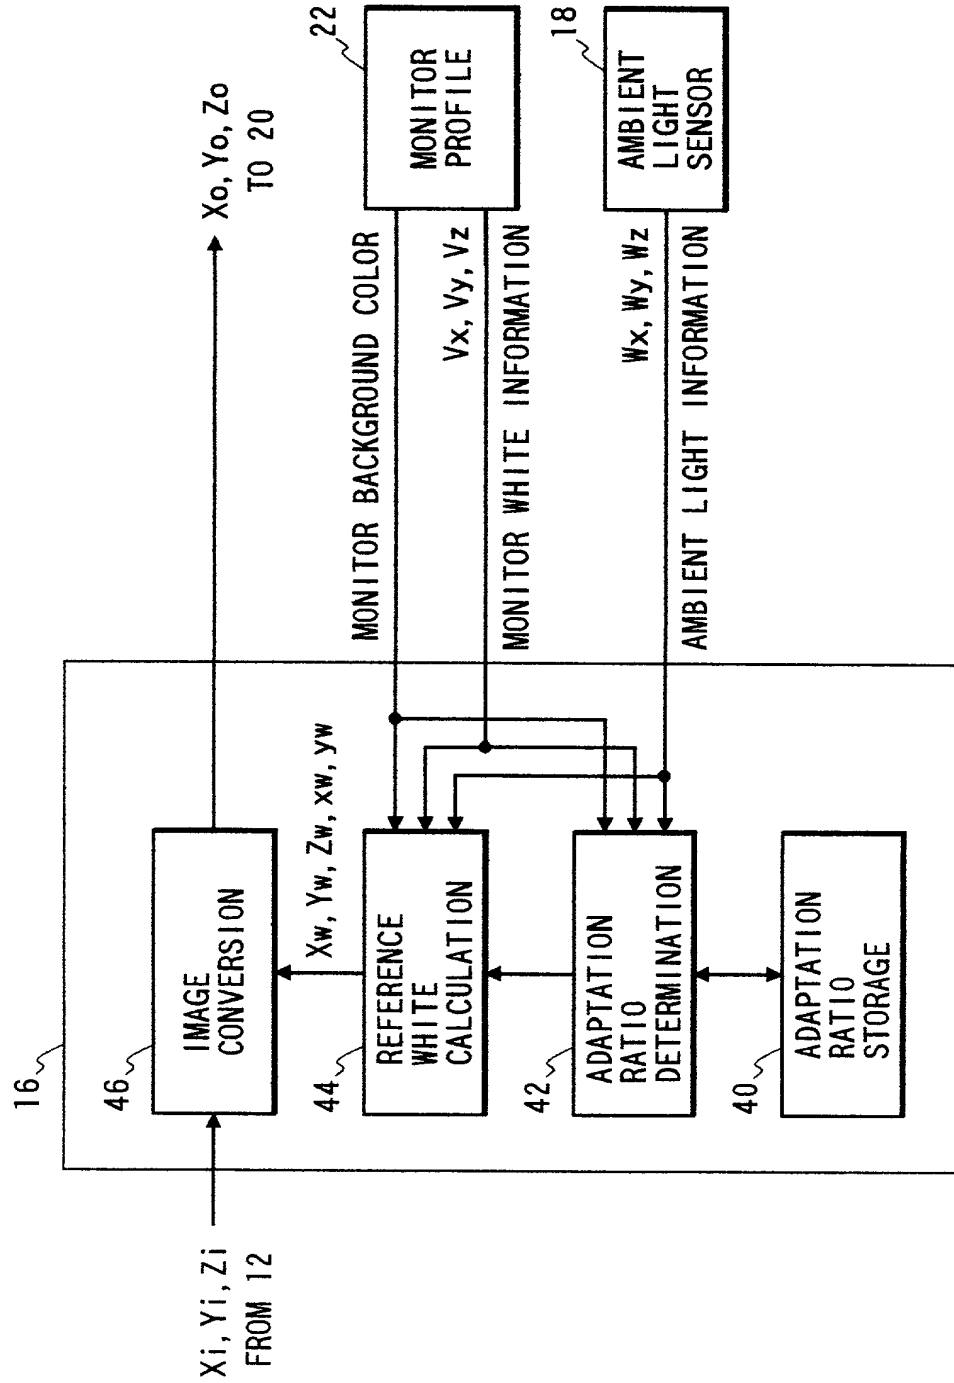 16
Xi, Yi, Zi
FROM 12
46
IMAGE
CONVERSION
Xo, Yo, Zo
TO 20
Xw, Yw, Zw, xw, yw
44
REFERENCE
WHITE
CALCULATION
MONITOR BACKGROUND COLOR
Vx, Vy, Vz
MONITOR WHITE INFORMATION
22
MONITOR
PROFILE
42
ADAPTATION
RATIO
DETERMINATION
Wx, Wy, Wz
AMBIENT LIGHT INFORMATION
18
AMBIENT
LIGHT
SENSOR
40
ADAPTATION
RATIO
STORAGE